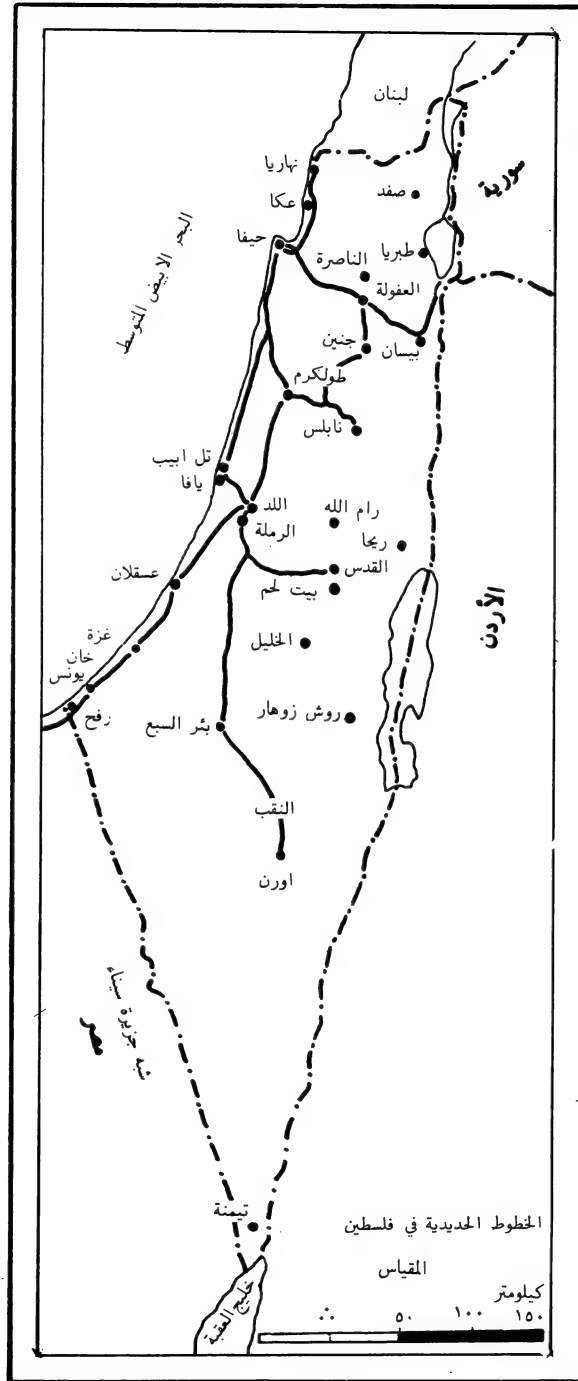 لبنان
نهاريا
عكا
صفد
سورية
حيفا
طبريا
الناصرة
العفولة
البحر الابيض المتوسط
جنين
بيسان
طولكرم
نابلس
تل ابيب
يافا
اللد
الرملة
رام الله
ريحا
القدس
بيت لحم
عسقلان
الخليل
الأردن
غزة
خان
يونس
رفح
بئر السبع
روش زوهار
النقب
اورن
شبه جزيرة سيناء
مصر
تيمنة
خليج العقبة
الخطوط الحديدية في فلسطين
المقياس
كيلومتر
٥٠ ١٠٠ ١٥٠